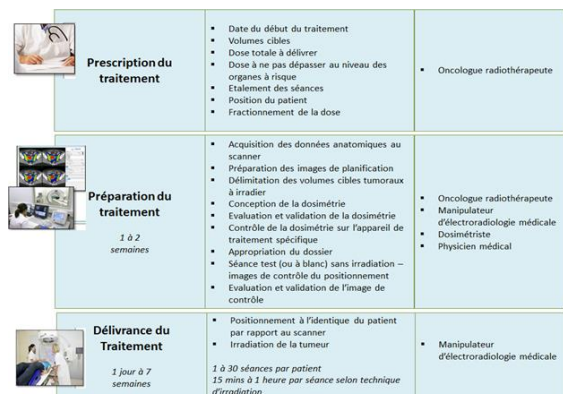 Prescription du
traitement
Date du début du traitement
Volumes cibles
Dose totale à délivrer
Dose à ne pas dépasser au niveau des
organes à risque
Etalement des séances
Position du patient
Fractionnement de la dose
Oncologue radiothérapeute
Préparation du
traitement
1 à 2
semaines
Acquisition des données anatomiques au
scanner
Préparation des images de planification
Délimitation des volumes cibles tumoraux
à irradier
Conception de la dosimétrie
Evaluation et validation de la dosimétrie
Contrôle de la dosimétrie sur l'appareil de
traitement spécifique
Appropriation du dossier
Séance test (ou à blanc) sans irradiation –
images de contrôle du positionnement
Evaluation et validation de l'image de
contrôle
Oncologue radiothérapeute
Manipulateur
d'électroradiologie médicale
Dosimétriste
Physicien médical
Délivrance du
Traitement
1 jour à 7
semaines
Positionnement à l'identique du patient
par rapport au scanner
Irradiation de la tumeur
1 à 30 séances par patient
15 mins à 1 heure par séance selon technique
d'irradiation
Manipulateur
d'électroradiologie médicale